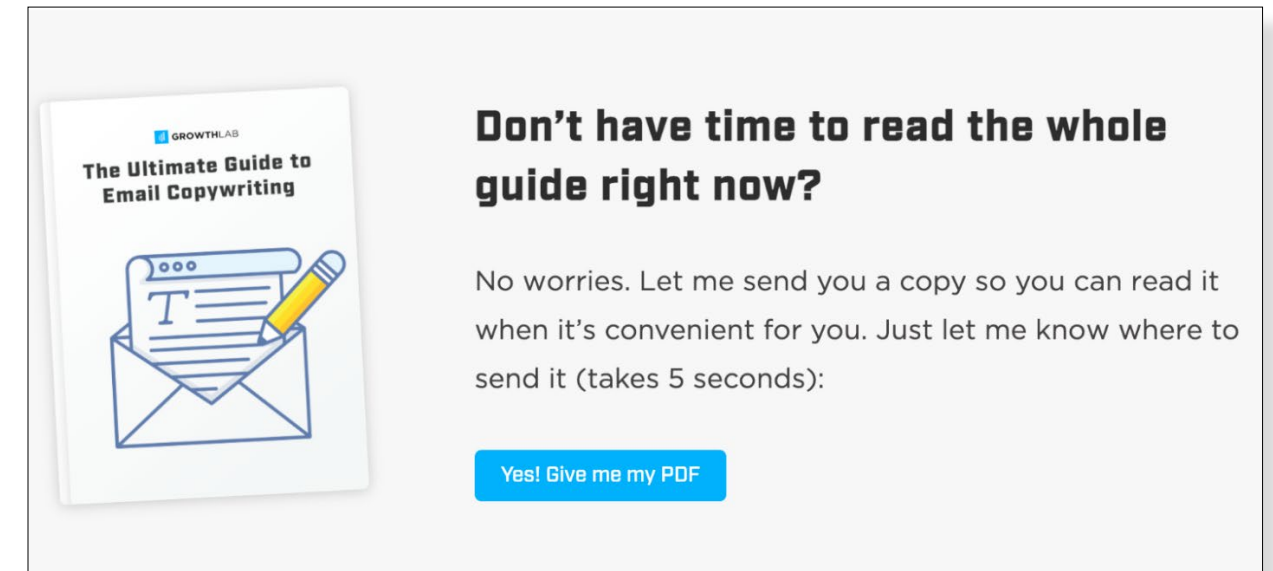 GROWTHLAB
The Ultimate Guide to
Email Copywriting
T
Don’t have time to read the whole
guide right now?
No worries. Let me send you a copy so you can read it
when it’s convenient for you. Just let me know where to
send it (takes 5 seconds):
Yes! Give me my PDF